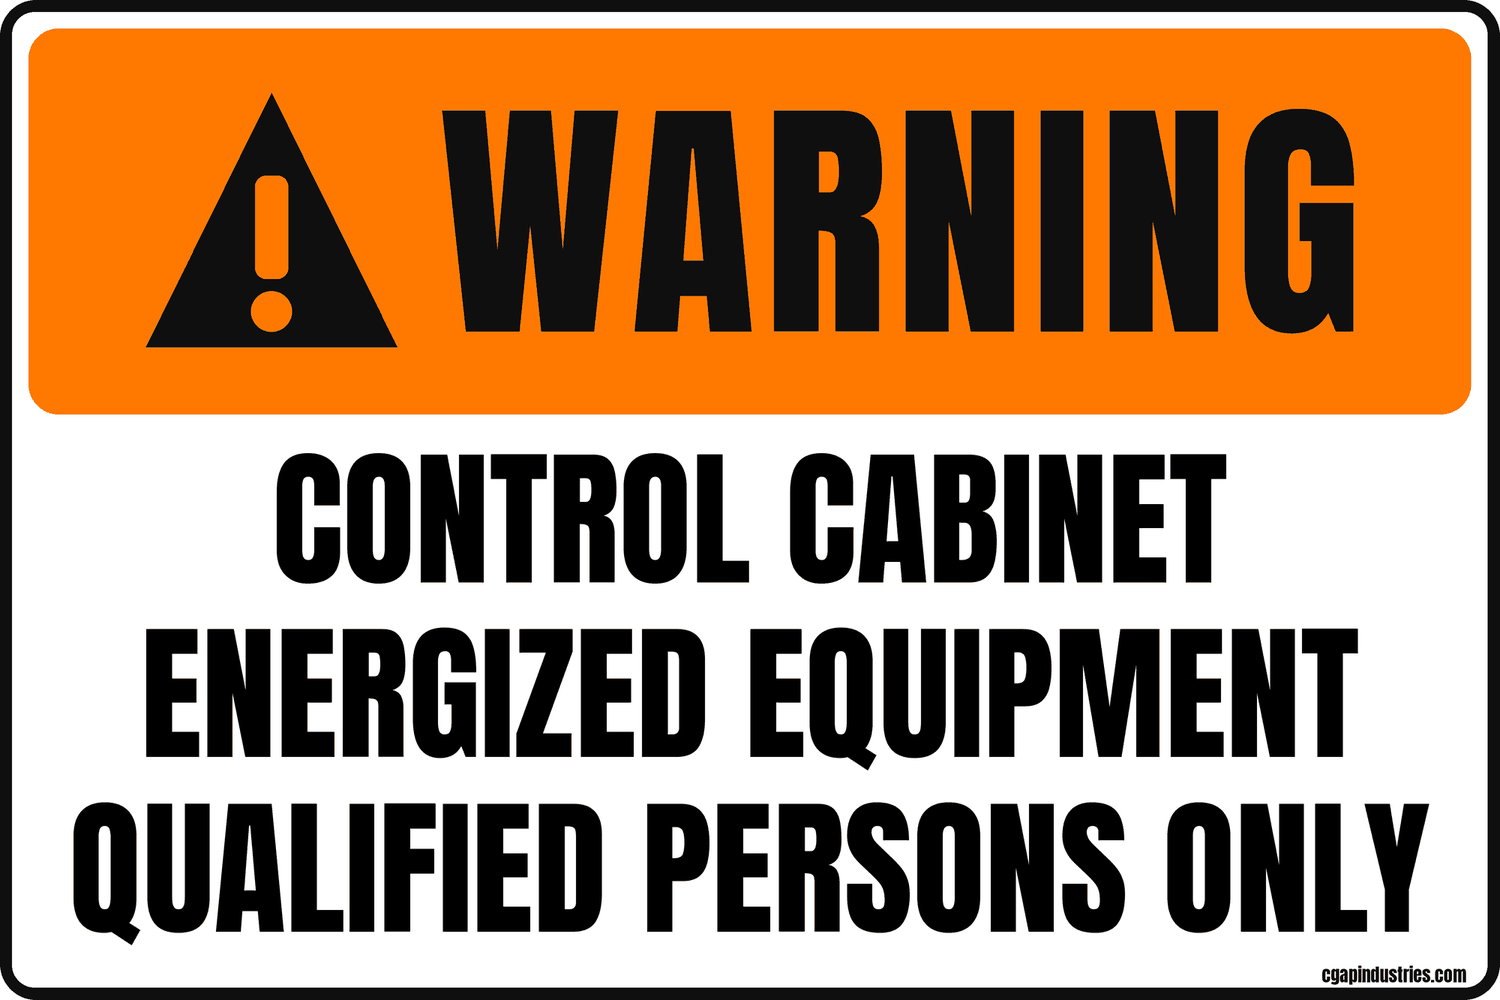 WARNING
CONTROL CABINET
ENERGIZED EQUIPMENT
QUALIFIED PERSONS ONLY
cgapindustries.com